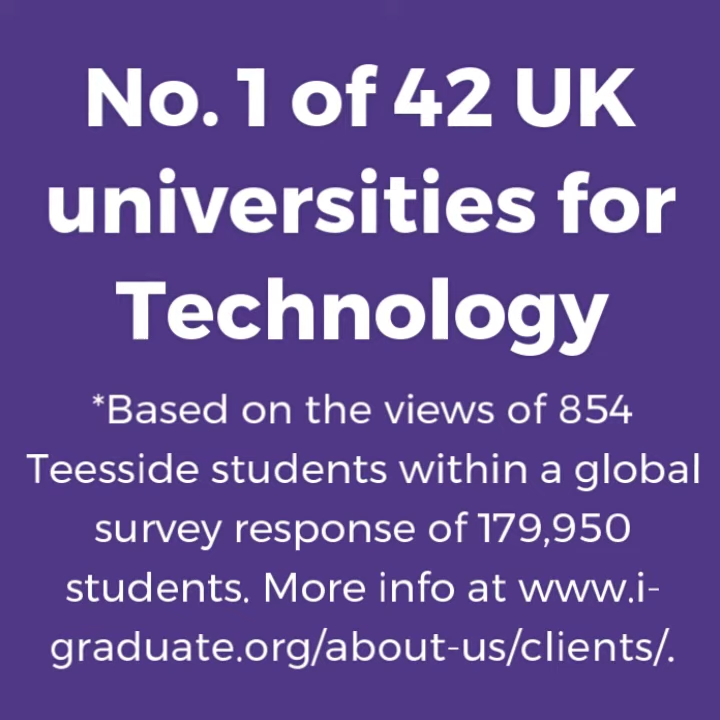 No. 1 of 42 UK
universities for
Technology
*Based on the views of 854
Teesside students within a global
survey response of 179,950
students. More info at www.i-
graduate.org/about-us/clients/.